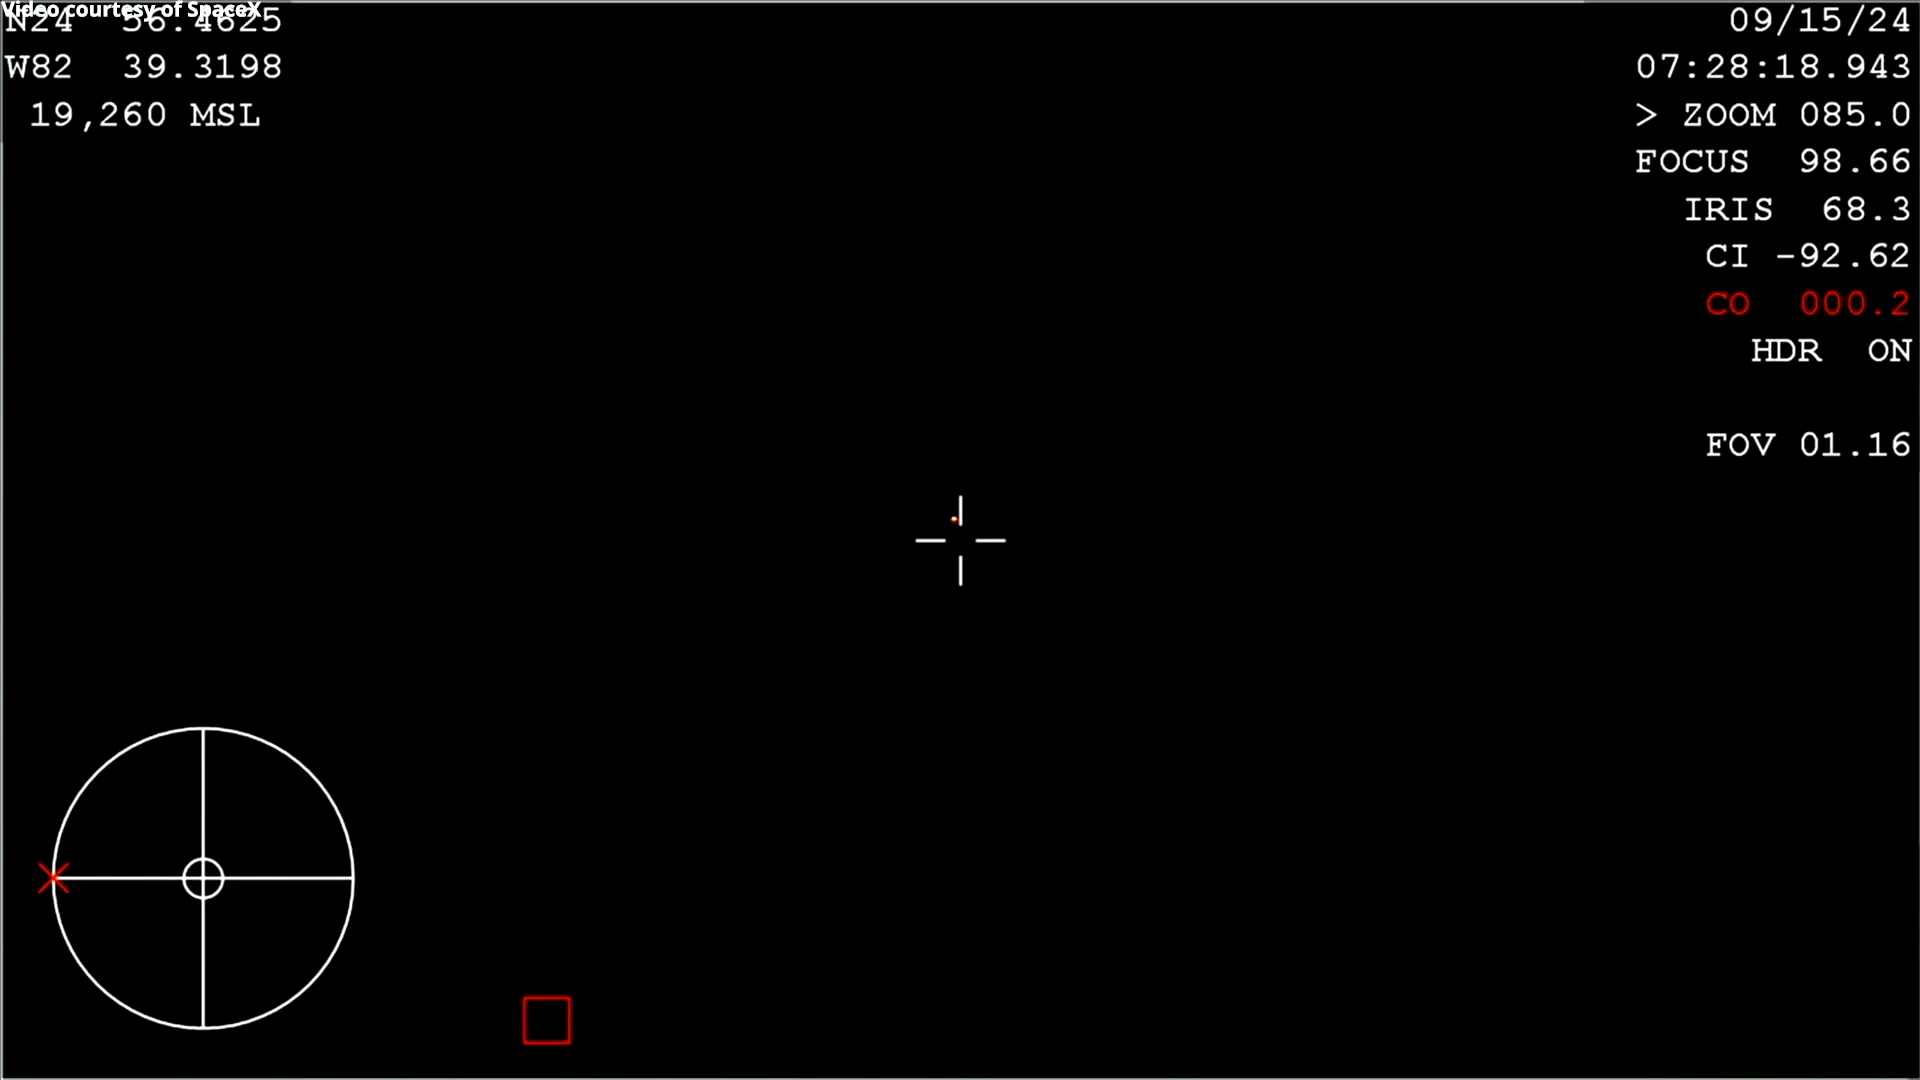 Video courtesy of SpaceX
N24 56.4625
W82 39.3198
19,260 MSL
09/15/24
07:28:18.943
> ZOOM 085.0
FOCUS 98.66
IRIS 68.3
CI -92.62
CO 000.2
HDR ON
FOV 01.16